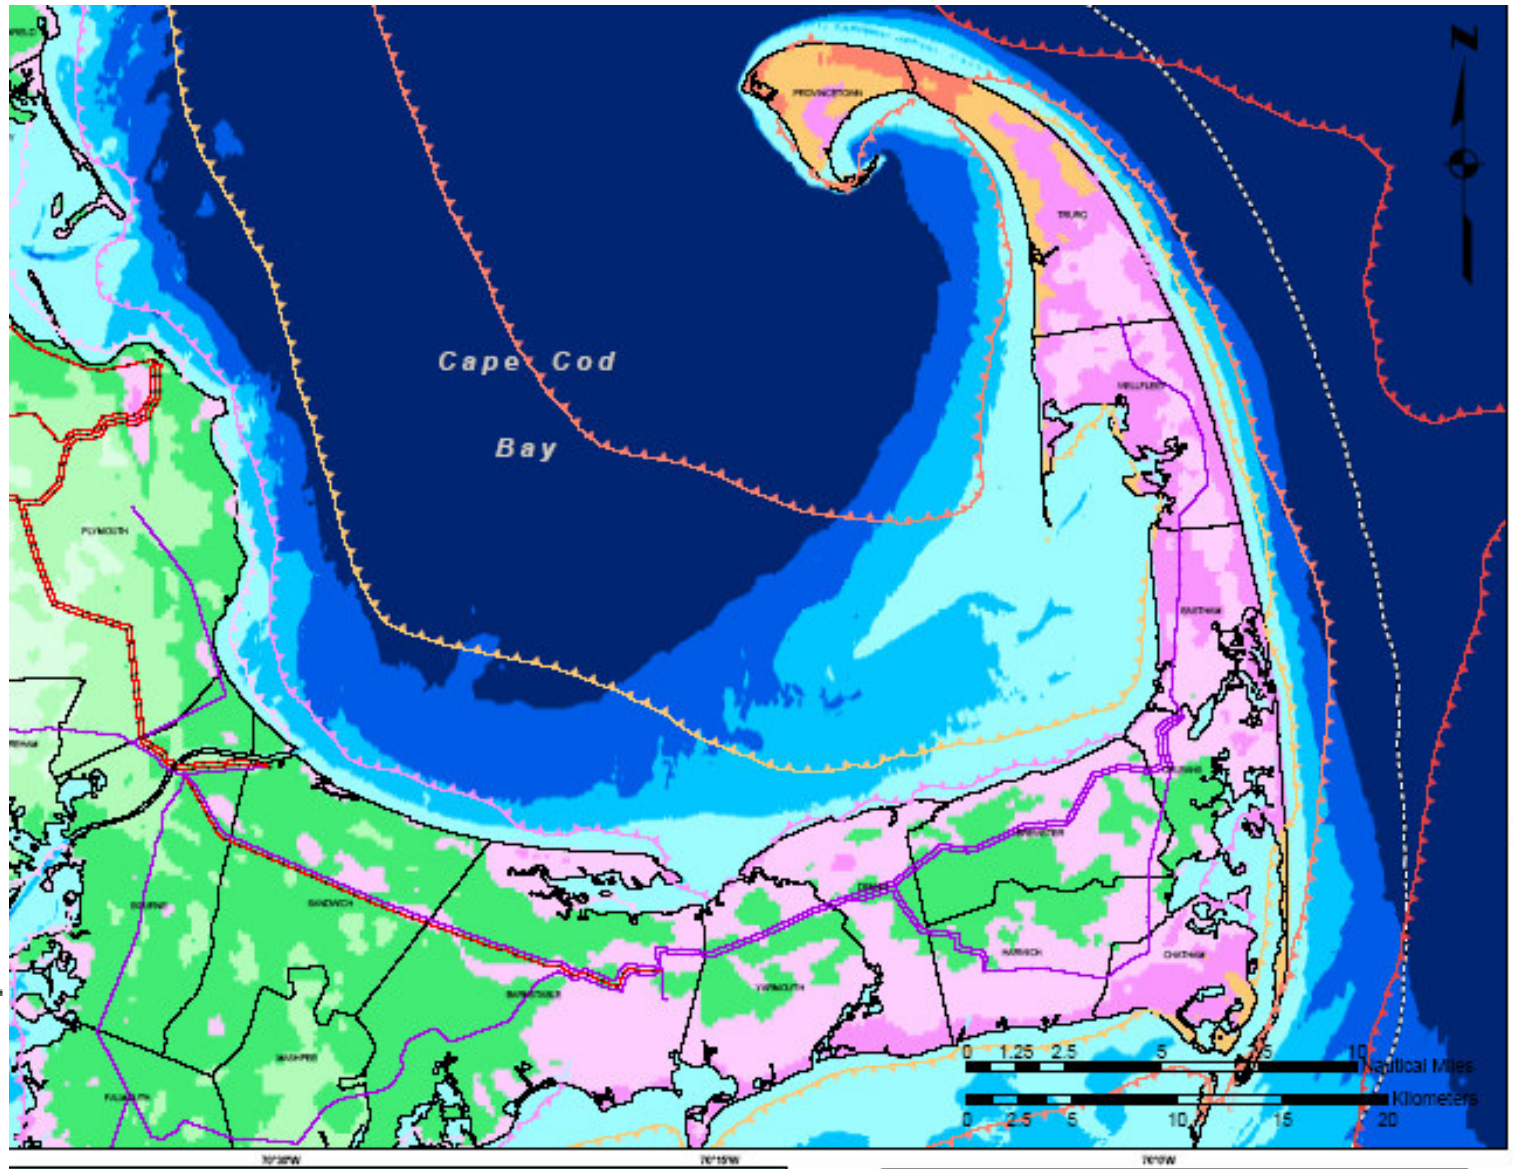 N
PROVINCETOWN
TRURO
Cape Cod
WELLFLEET
Bay
PLYMOUTH
EASTHAM
ORLEANS
BREWSTER
DENNIS
BOURNE
SANDWICH
HARWICH
CHATHAM
BARNSTABLE
YARMOUTH
MASHPEE
FALMOUTH
0 1.25 2.5 5 10
Nautical Miles
0 2.5 5 10 15 20
Kilometers
70°30'W 70°15'W 70°0'W